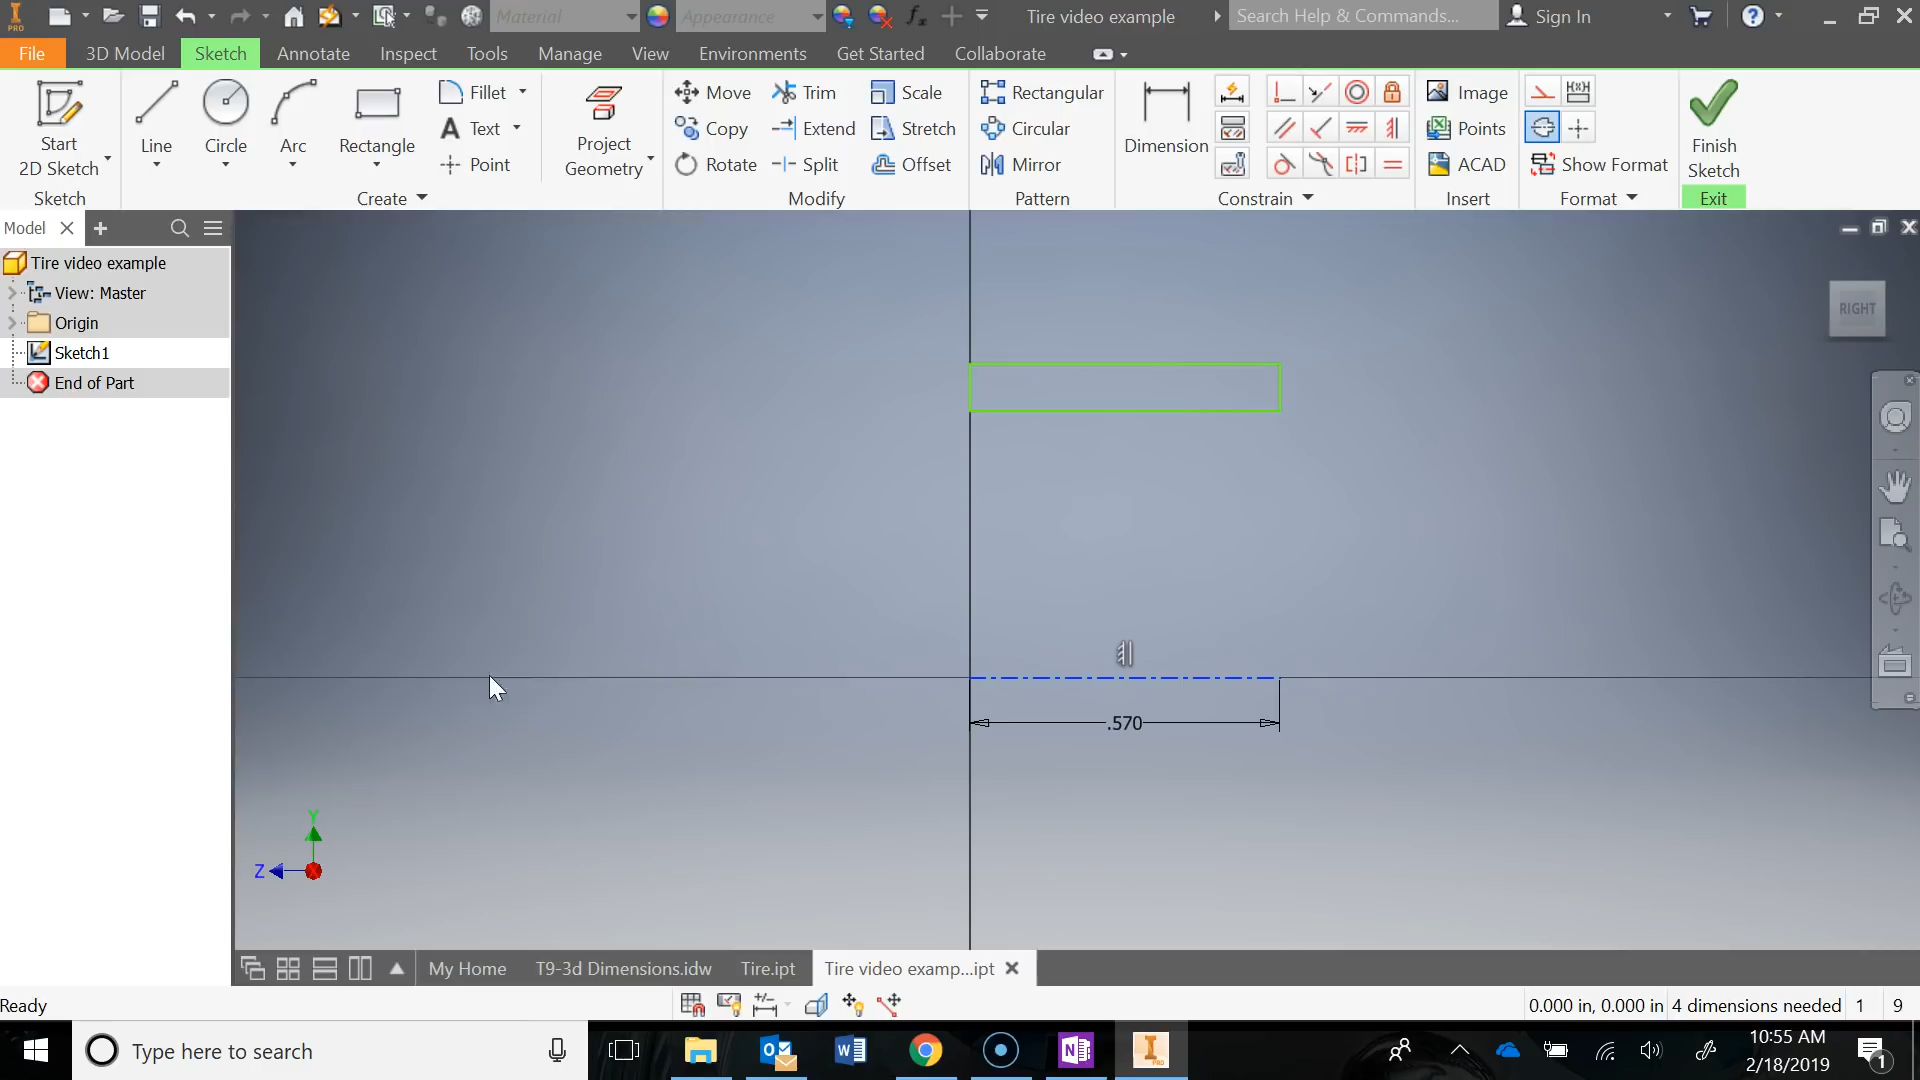 PRO
Material
Appearance
Tire video example
Search Help & Commands...
Sign In
File
3D Model
Sketch
Annotate
Inspect
Tools
Manage
View
Environments
Get Started
Collaborate
Start
2D Sketch
Line
Circle
Arc
Rectangle
Fillet
Text
Point
Project
Geometry
Move
Copy
Rotate
Trim
Extend
Split
Scale
Stretch
Offset
Rectangular
Circular
Mirror
Dimension
Image
Points
ACAD
Show Format
Finish
Sketch
Sketch
Create
Modify
Pattern
Constrain
Insert
Format
Exit
Model
Tire video example
View: Master
Origin
Sketch1
End of Part
RIGHT
.570
Y
Z
My Home
T9-3d Dimensions.idw
Tire.ipt
Tire video examp...ipt
Ready
0.000 in, 0.000 in
4 dimensions needed
1
9
Type here to search
10:55 AM
2/18/2019
1